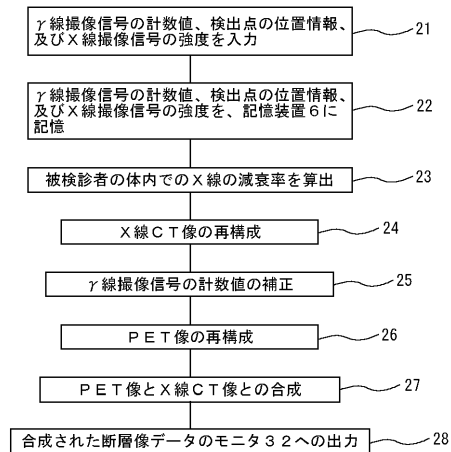 γ線撮像信号の計数値、検出点の位置情報、
及びX線撮像信号の強度を入力
21
γ線撮像信号の計数値、検出点の位置情報、
及びX線撮像信号の強度を、記憶装置6に
記憶
22
被検診者の体内でのX線の減衰率を算出
23
X線CT像の再構成
24
γ線撮像信号の計数値の補正
25
PET像の再構成
26
PET像とX線CT像との合成
27
合成された断層像データのモニタ32への出力
28